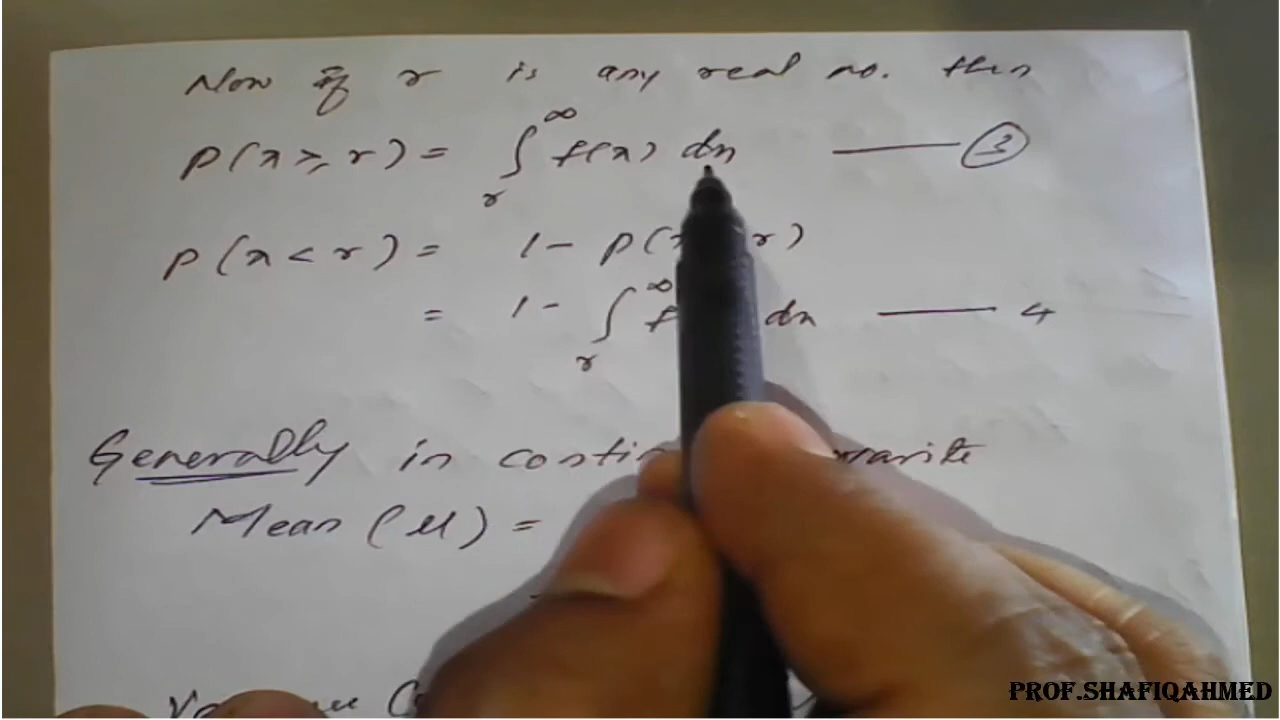 Now if r is any real no. then
P(x ≥ r) = ∫_r^∞ f(x) dx ——— ③
P(x < r) = 1 - P(x r)
= 1 - ∫_r^∞ f dx ——— 4
Generally in variate
Mean (μ) =
PROF.SHAFIQAHMED